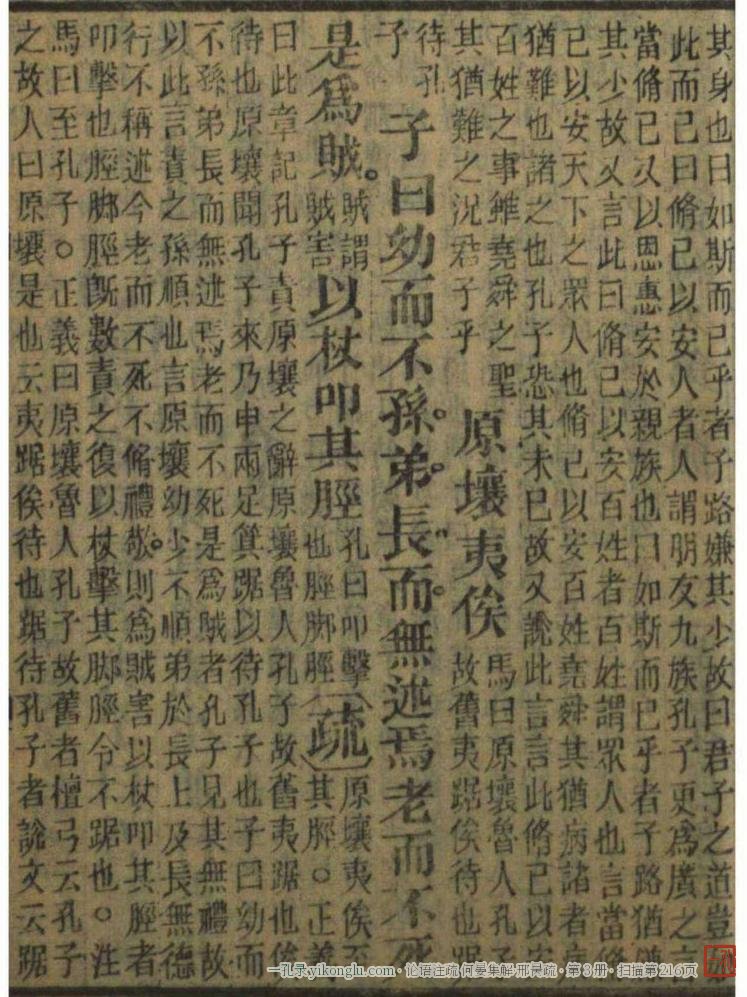 其身也曰如斯而已乎者子路嫌其少故曰君子之道豈
此而已曰脩己以安人者人謂朋友九族孔子更爲廣之言
當脩己又以恩惠安於親族也曰如斯而已乎者子路猶
其少故又言此曰脩己以安百姓者百姓謂眾人也言當
己以安天下之眾人也脩己以安百姓堯舜其猶病諸者
猶難也諸之也孔子恐其未已故又說此言言此脩己以安
百姓之事雖堯舜之聖
其猶難之況君子乎
原壤夷俟
馬曰原壤魯人孔子
故舊夷踞俟待也踞
待孔
子
子曰幼而不孫弟長而無述焉老而不死
是爲賊
賊謂
賊害
以杖叩其脛
孔曰叩擊
也脛脚脛
疏
原壤夷俟至
其脛○正義
曰此章記孔子責原壤之辭原壤魯人孔子故舊夷踞也俟
待也原壤聞孔子來乃申兩足箕踞以待孔子也子曰幼而
不孫弟長而無述焉老而不死是爲賊者孔子見其無禮故
以此言責之孫順也言原壤幼少不順弟於長上及長無德
行不稱述今老而不死不脩禮敬則爲賊害以杖叩其脛者
叩擊也脛脚脛既數責之復以杖擊其脚脛令不踞也○注
馬曰至孔子○正義曰原壤魯人孔子故舊者檀弓云孔子
之故人曰原壤是也云夷踞俟待也踞待孔子者說文云踞
一孔录yikonglu.com·论语注疏.何晏集解.邢昺疏·第3册·扫描第216页